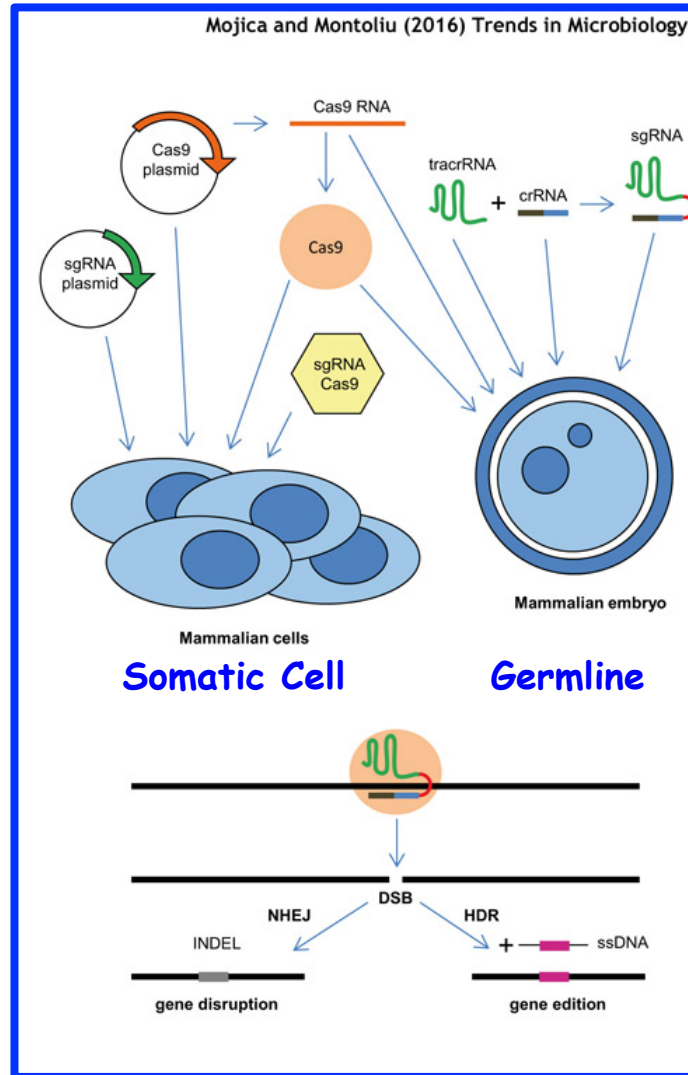 Mojica and Montoliu (2016) Trends in Microbiology
Cas9 RNA
Cas9
plasmid
sgRNA
tracrRNA
+
crRNA
Cas9
sgRNA
plasmid
sgRNA
Cas9
Mammalian cells
Mammalian embryo
Somatic Cell
Germline
DSB
NHEJ
HDR
INDEL
+
ssDNA
gene disruption
gene edition